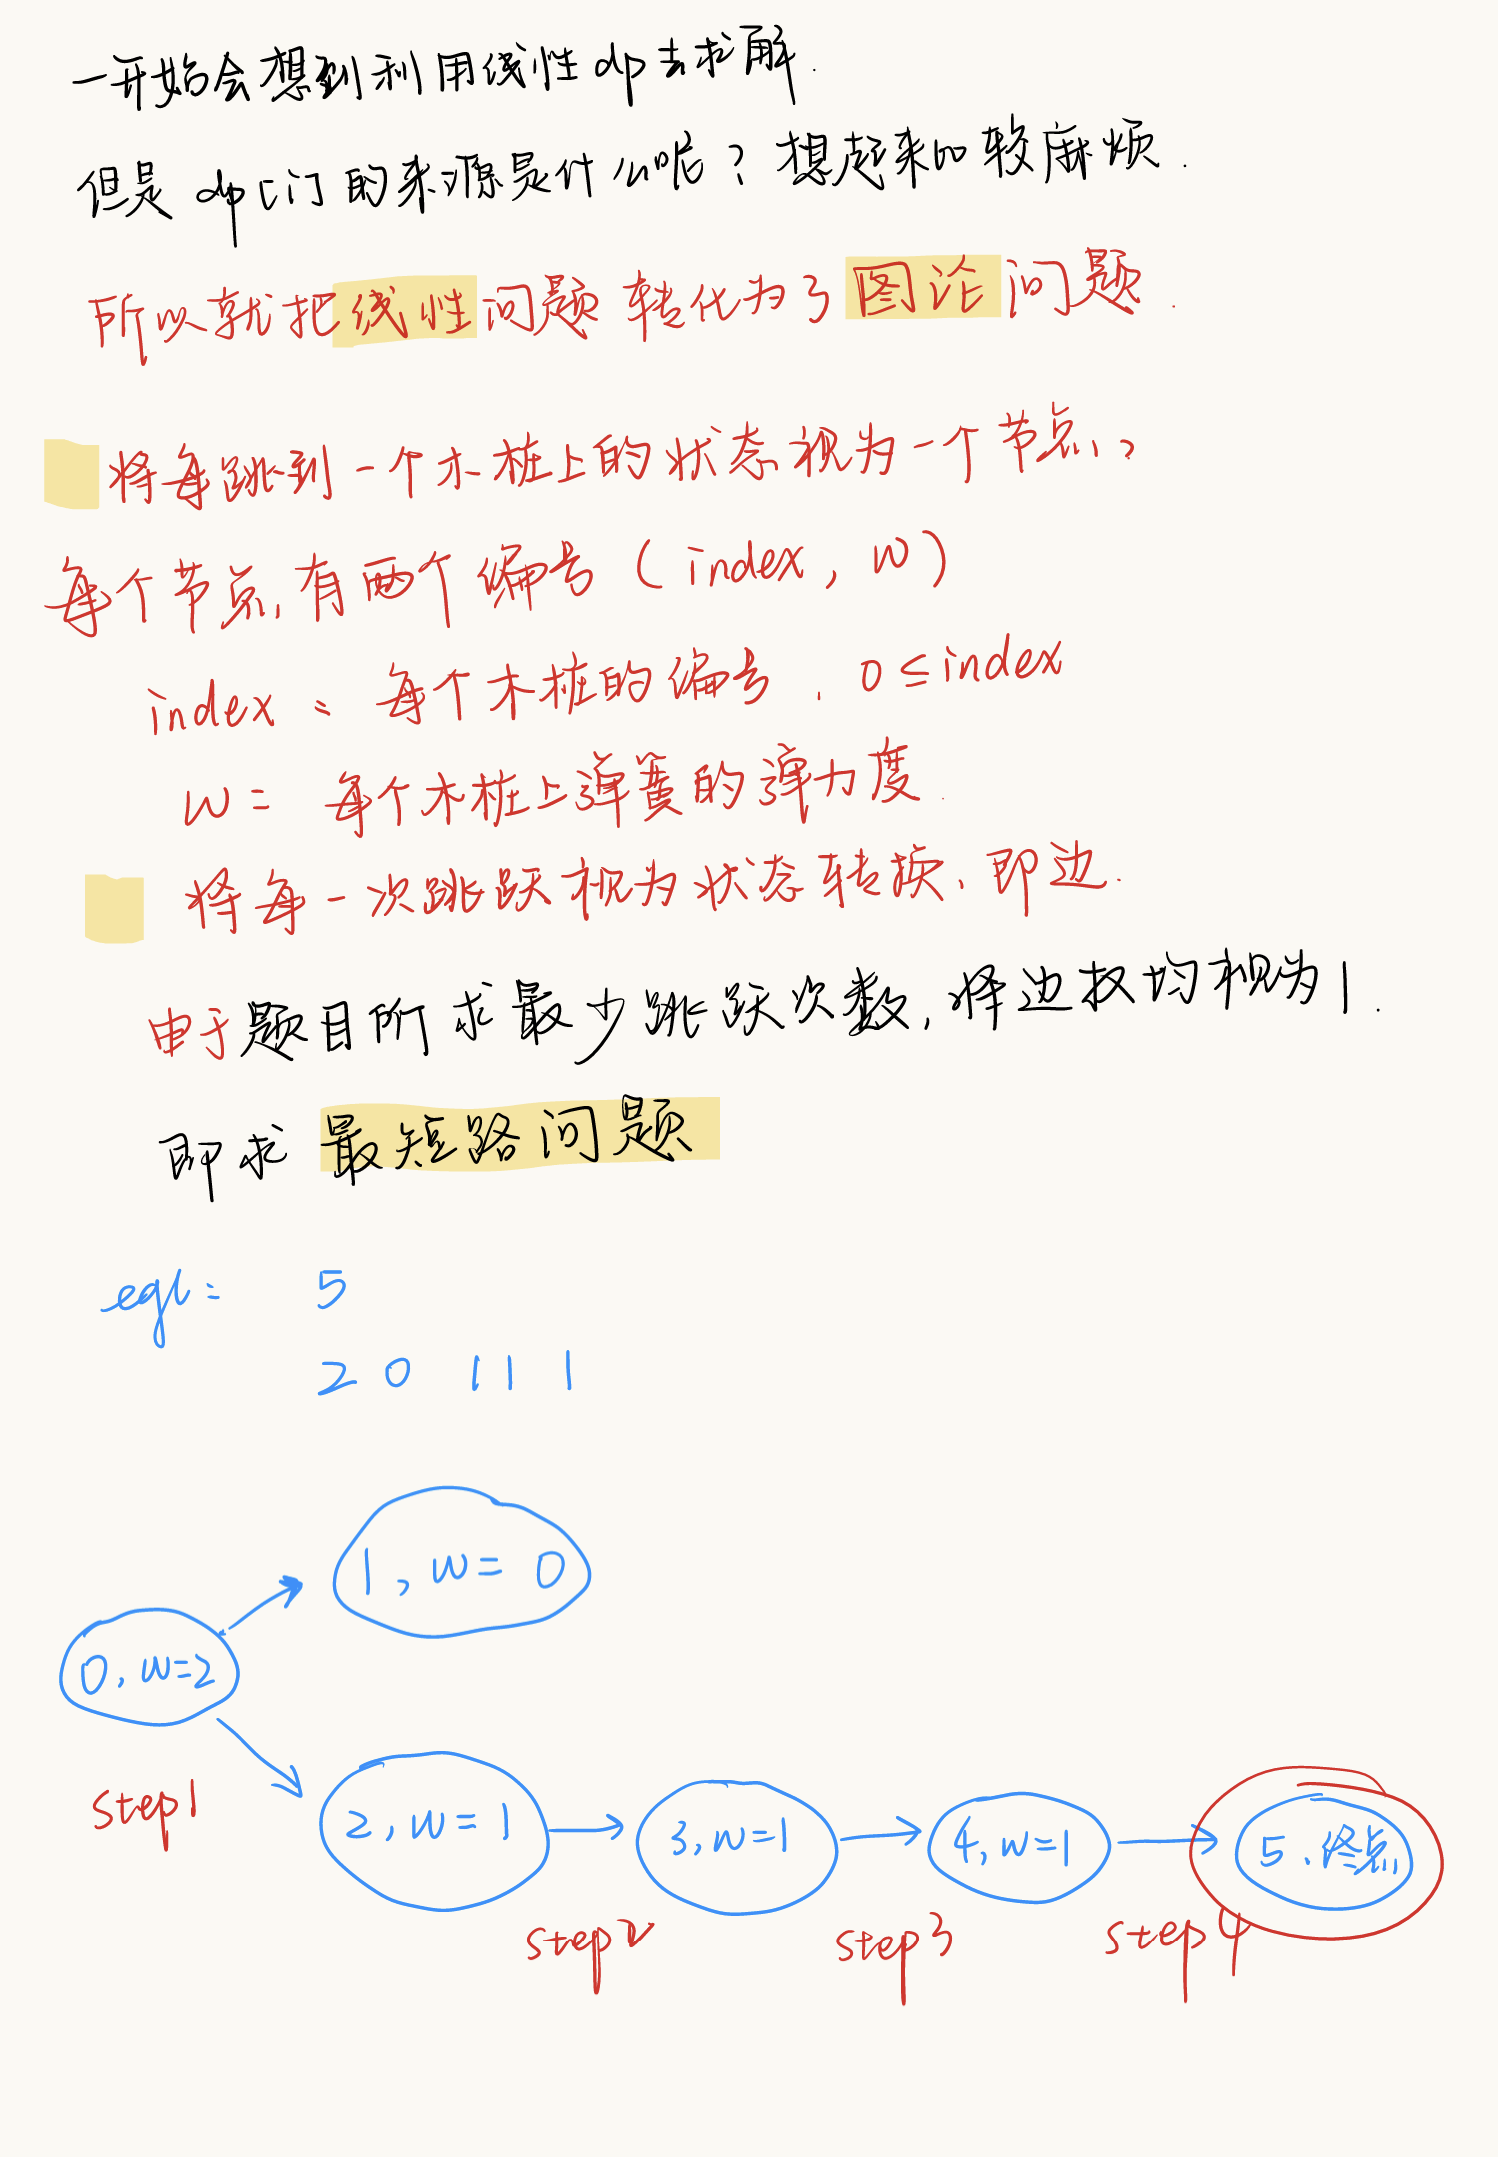 一开始会想到利用线性dp去求解.
但是dp[i]的来源是什么呢？想起来比较麻烦.
所以就把线性问题转化为了图论问题.
将每跳到一个木桩上的状态视为一个节点,
每个节点有两个编号(index, w)
index: 每个木桩的编号. 0≤index
w: 每个木桩上弹簧的弹力度.
将每一次跳跃视为状态转换、即边.
由于题目所求最少跳跃次数,将边权均视为1.
即求最短路问题
eg1: 5
2 0 1 1 1
1, w= 0
0, w=2
step1
2, w=1
3, w=1
4, w=1
5、终点
step2
step3
step4